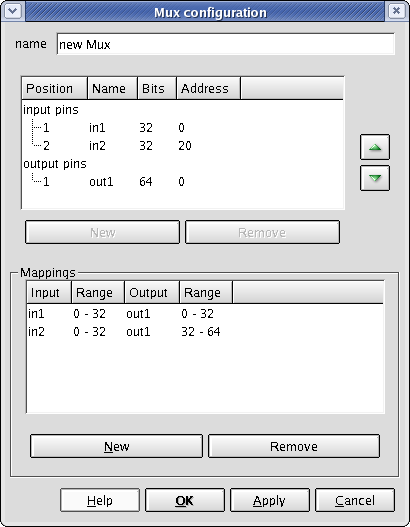 Mux configuration
name new Mux
Position Name Bits Address
input pins
1 in1 32 0
2 in2 32 20
output pins
1 out1 64 0
New Remove
Mappings
Input Range Output Range
in1 0 - 32 out1 0 - 32
in2 0 - 32 out1 32 - 64
New Remove
Help OK Apply Cancel